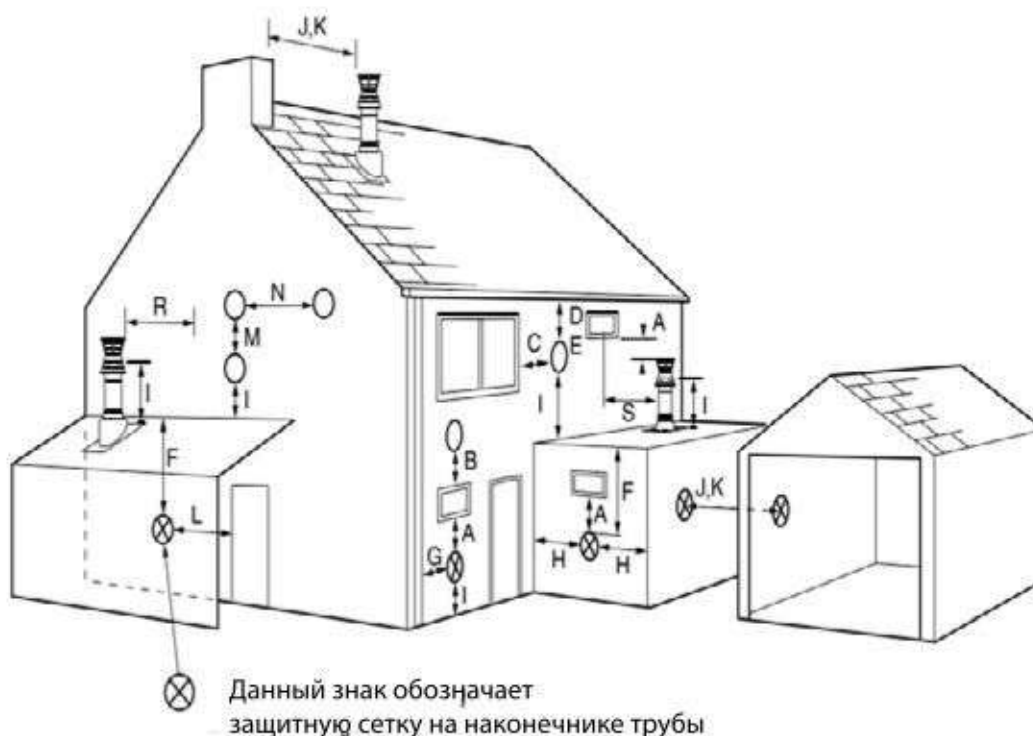 J,K
R
N
M
I
I
F
L
D
A
C
E
I
S
I
B
A
G
I
F
A
H
H
J,K
Данный знак обозначает
защитную сетку на наконечнике трубы